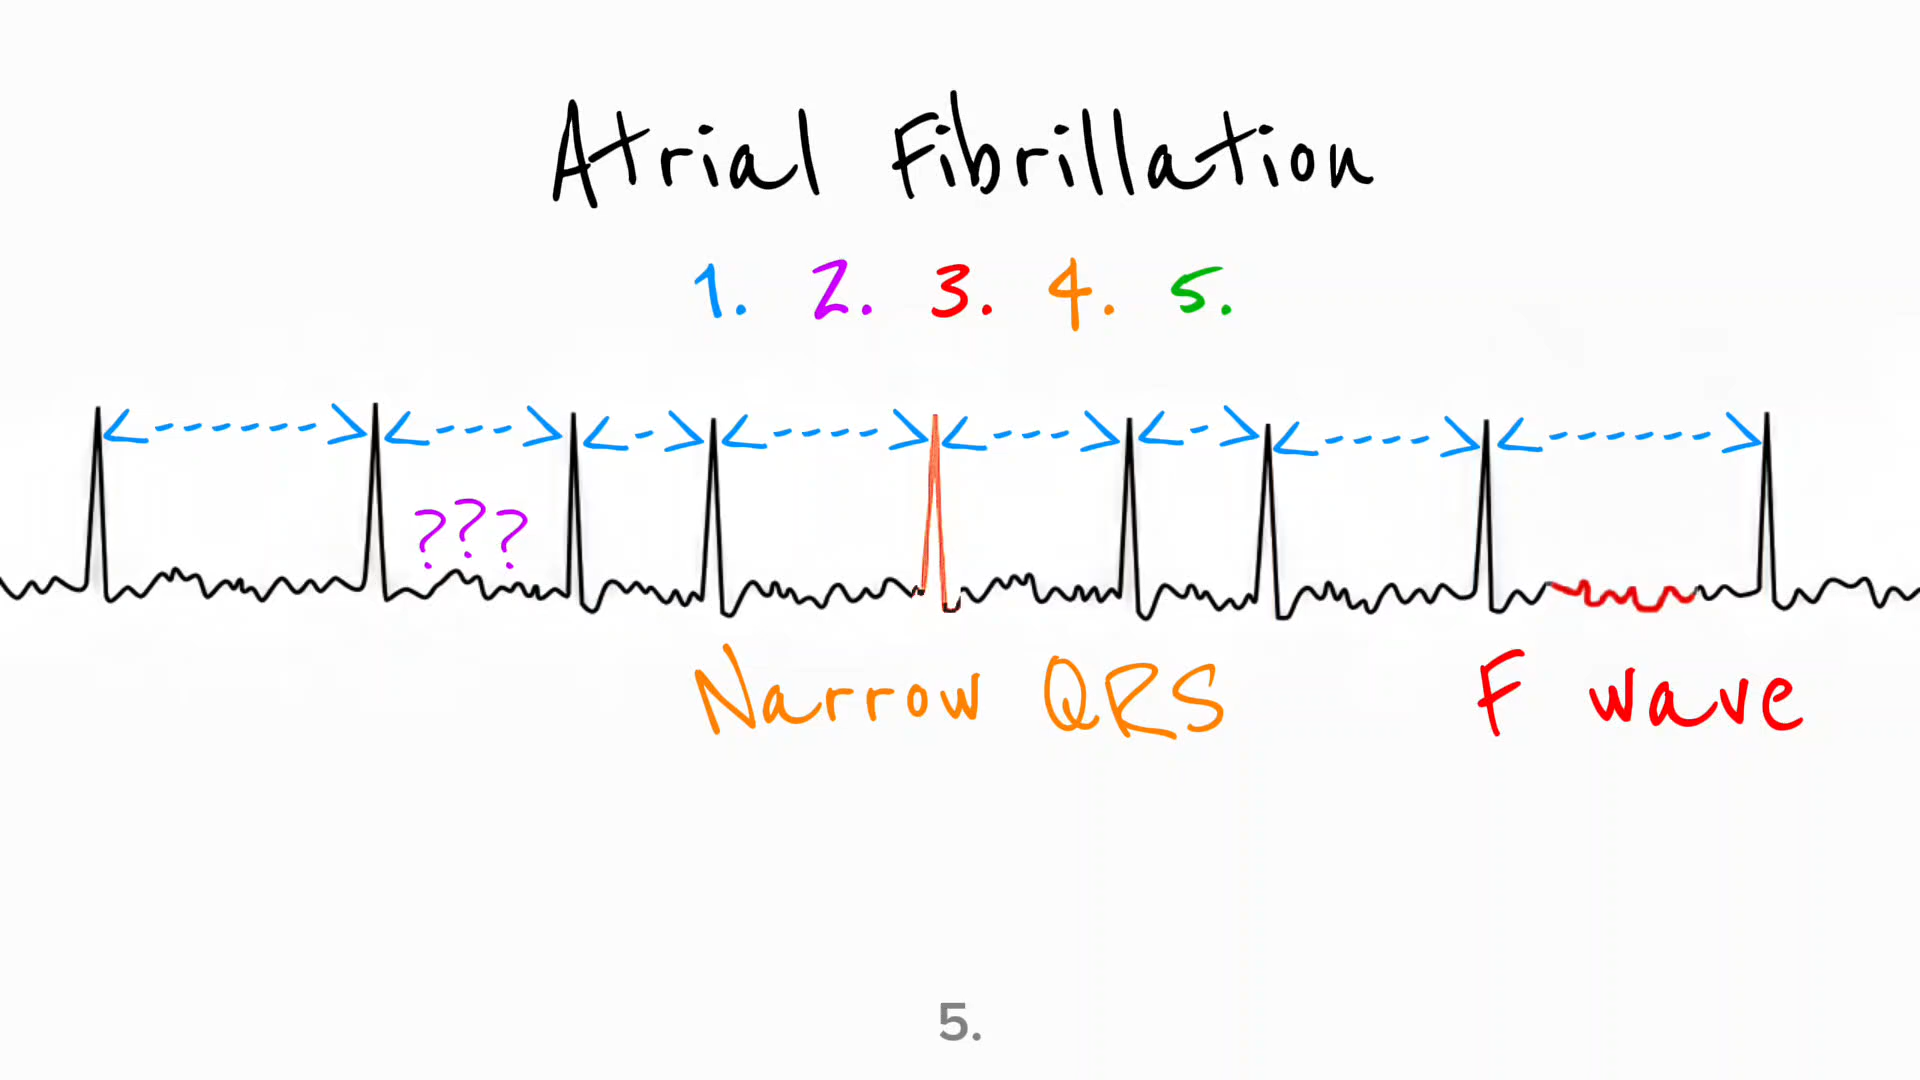 Atrial Fibrillation
1. 2. 3. 4. 5.
???
Narrow QRS
F wave
5.